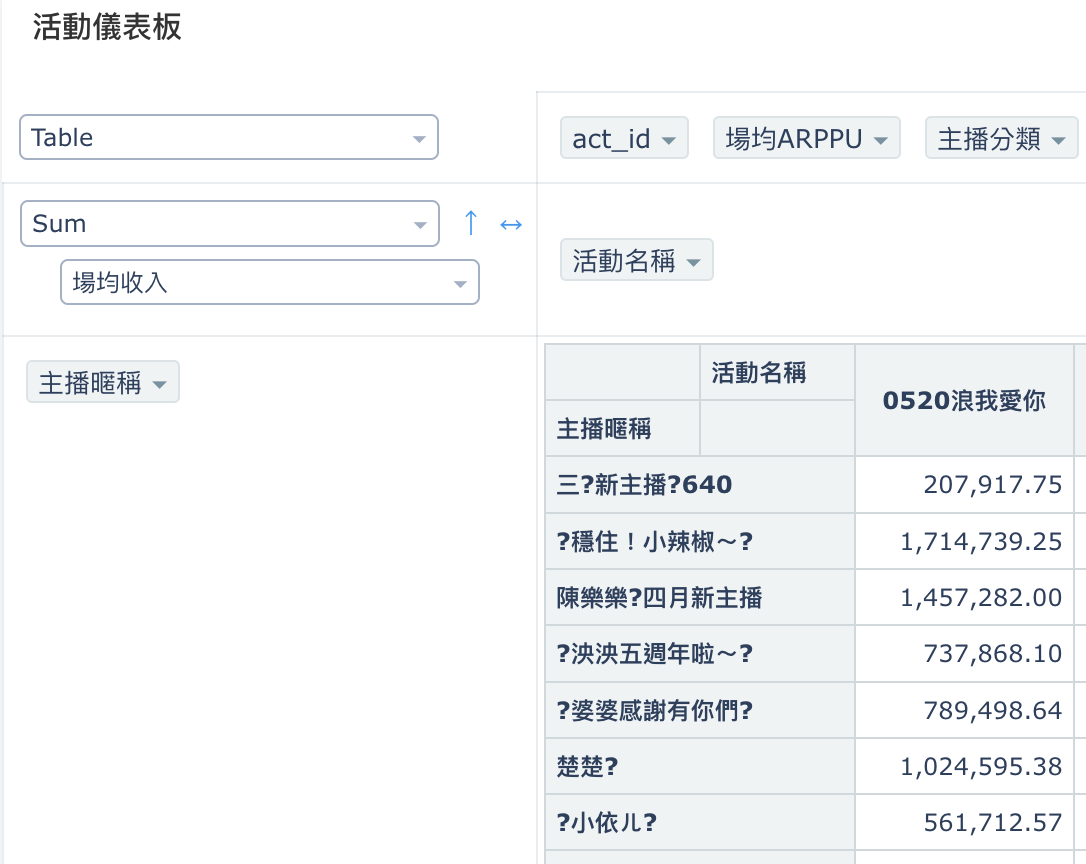 活動儀表板
Table
act_id 場均ARPPU 主播分類
Sum ↑ ↔
活動名稱
場均收入
主播暱稱
活動名稱
0520浪我愛你
主播暱稱
三?新主播?640 207,917.75
?穩住！小辣椒～? 1,714,739.25
陳樂樂?四月新主播 1,457,282.00
?泱泱五週年啦～? 737,868.10
?婆婆感謝有你們? 789,498.64
楚楚? 1,024,595.38
?小依ㄦ? 561,712.57